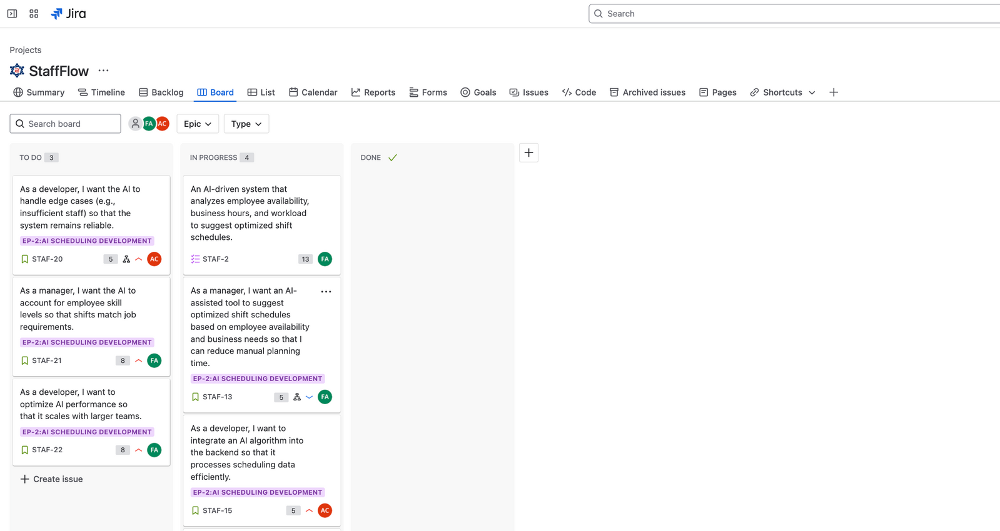 Jira
Search
Projects
StaffFlow
Summary Timeline Backlog Board List Calendar Reports Forms Goals Issues Code Archived issues Pages Shortcuts
Search board FA AC Epic Type
TO DO 3
As a developer, I want the AI to
handle edge cases (e.g.,
insufficient staff) so that the
system remains reliable.
EP-2:AI SCHEDULING DEVELOPMENT
STAF-20 5 AC
As a manager, I want the AI to
account for employee skill
levels so that shifts match job
requirements.
EP-2:AI SCHEDULING DEVELOPMENT
STAF-21 8 FA
As a developer, I want to
optimize AI performance so
that it scales with larger teams.
EP-2:AI SCHEDULING DEVELOPMENT
STAF-22 8 FA
Create issue
IN PROGRESS 4
An AI-driven system that
analyzes employee availability,
business hours, and workload
to suggest optimized shift
schedules.
STAF-2 13 FA
As a manager, I want an AI-
assisted tool to suggest
optimized shift schedules
based on employee availability
and business needs so that I
can reduce manual planning
time.
EP-2:AI SCHEDULING DEVELOPMENT
STAF-13 5 FA
As a developer, I want to
integrate an AI algorithm into
the backend so that it
processes scheduling data
efficiently.
EP-2:AI SCHEDULING DEVELOPMENT
STAF-15 5 AC
DONE